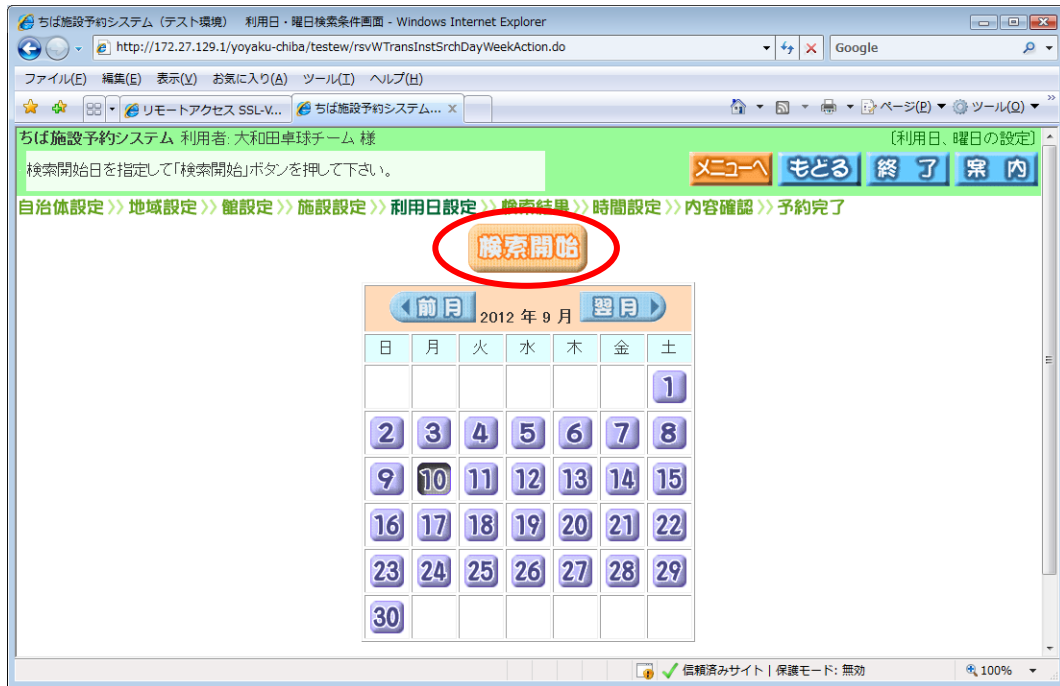 ちば施設予約システム（テスト環境） 利用日・曜日検索条件画面 - Windows Internet Explorer
http://172.27.129.1/yoyaku-chiba/testew/rsvWTransInstSrchDayWeekAction.do
Google
ファイル(F) 編集(E) 表示(V) お気に入り(A) ツール(T) ヘルプ(H)
リモートアクセス SSL-V... ちば施設予約システム... x
ページ(P) ツール(O) »
ちば施設予約システム 利用者: 大和田卓球チーム 様 〔利用日、曜日の設定〕
検索開始日を指定して「検索開始」ボタンを押して下さい。
メニューへ もどる 終了 案内
自治体設定 >> 地域設定 >> 館設定 >> 施設設定 >> 利用日設定 >> 検索結果 >> 時間設定 >> 内容確認 >> 予約完了
検索開始
前月 2012 年 9 月 翌月
日 月 火 水 木 金 土
1
2 3 4 5 6 7 8
9 10 11 12 13 14 15
16 17 18 19 20 21 22
23 24 25 26 27 28 29
30
信頼済みサイト | 保護モード: 無効 100%